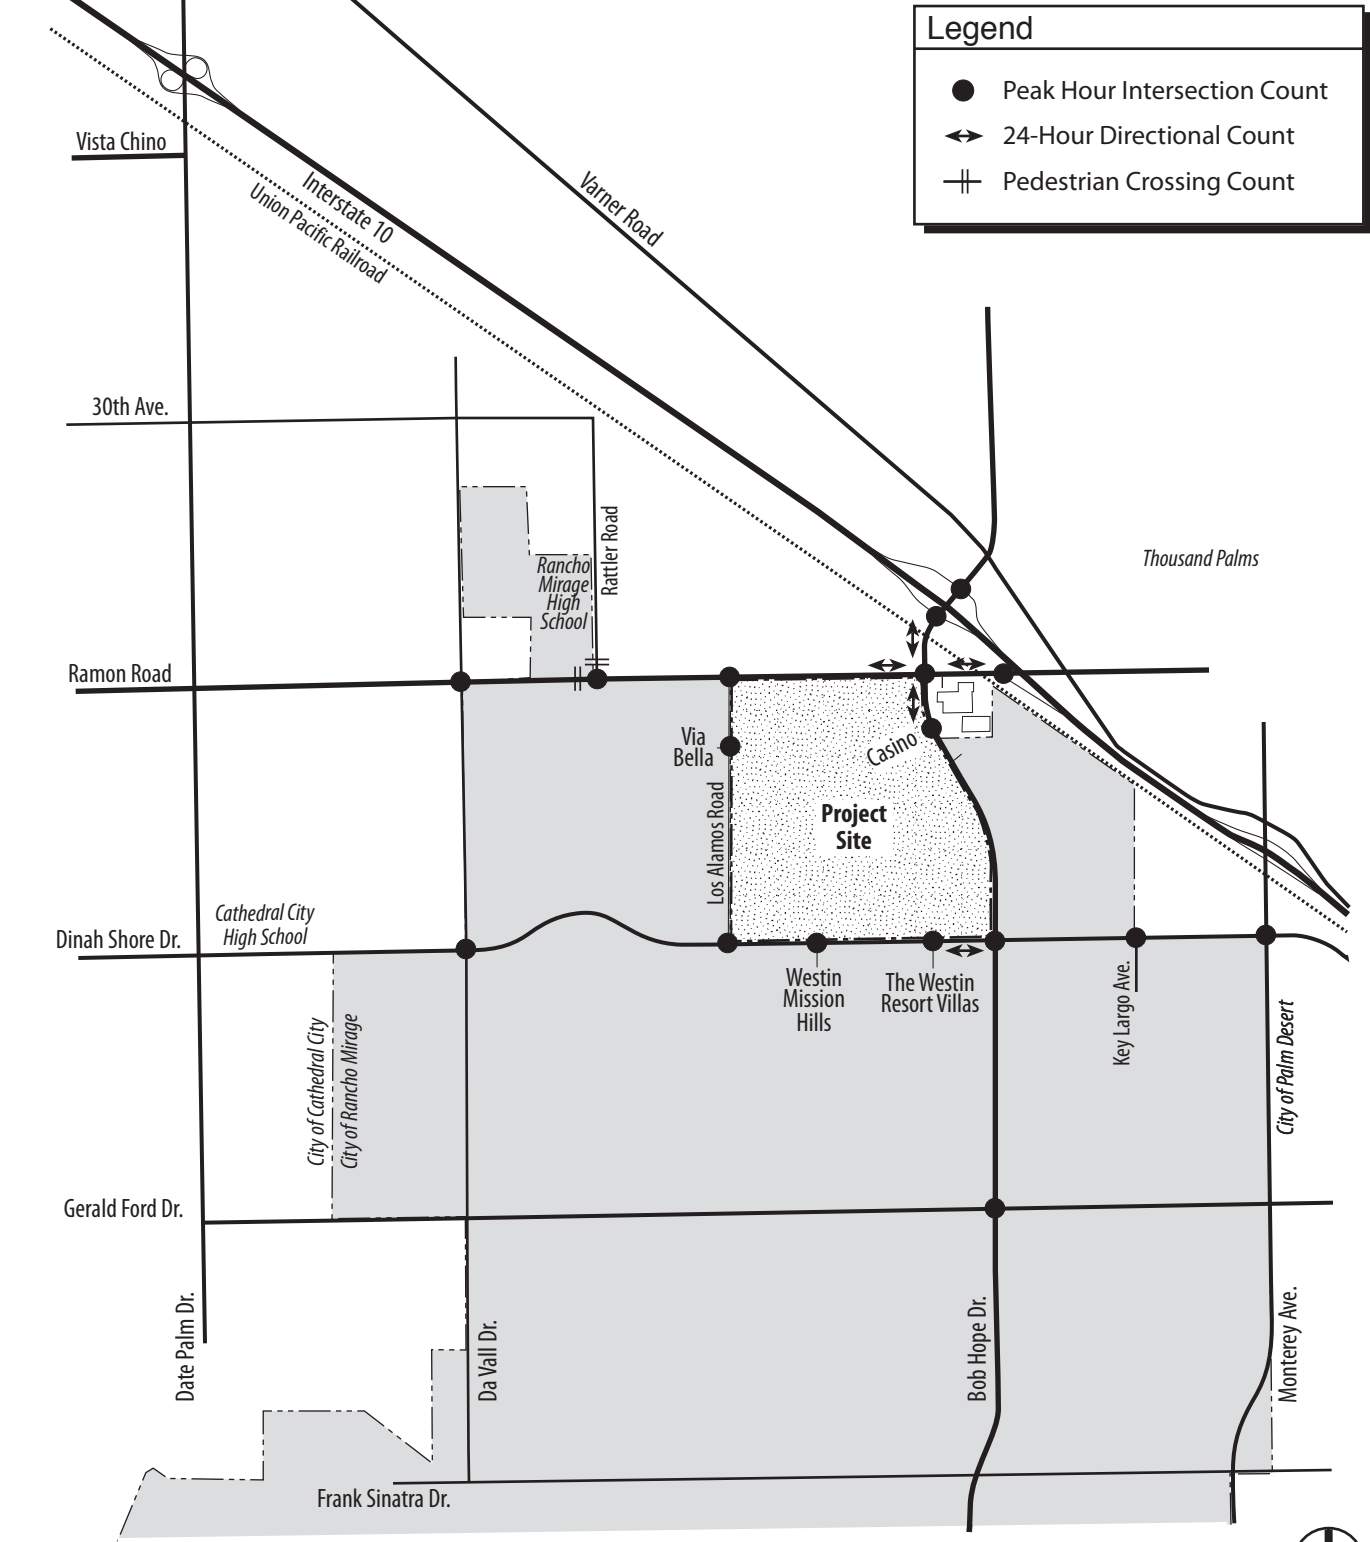 Legend
Peak Hour Intersection Count
24-Hour Directional Count
Pedestrian Crossing Count
Vista Chino
Interstate 10
Union Pacific Railroad
Varner Road
30th Ave.
Rattler Road
Rancho
Mirage
High
School
Thousand Palms
Ramon Road
Via
Bella
Casino
Los Alamos Road
Project
Site
Cathedral City
High School
Dinah Shore Dr.
Westin
Mission
Hills
The Westin
Resort Villas
Key Largo Ave.
City of Palm Desert
City of Cathedral City
City of Rancho Mirage
Gerald Ford Dr.
Date Palm Dr.
Da Vall Dr.
Bob Hope Dr.
Monterey Ave.
Frank Sinatra Dr.